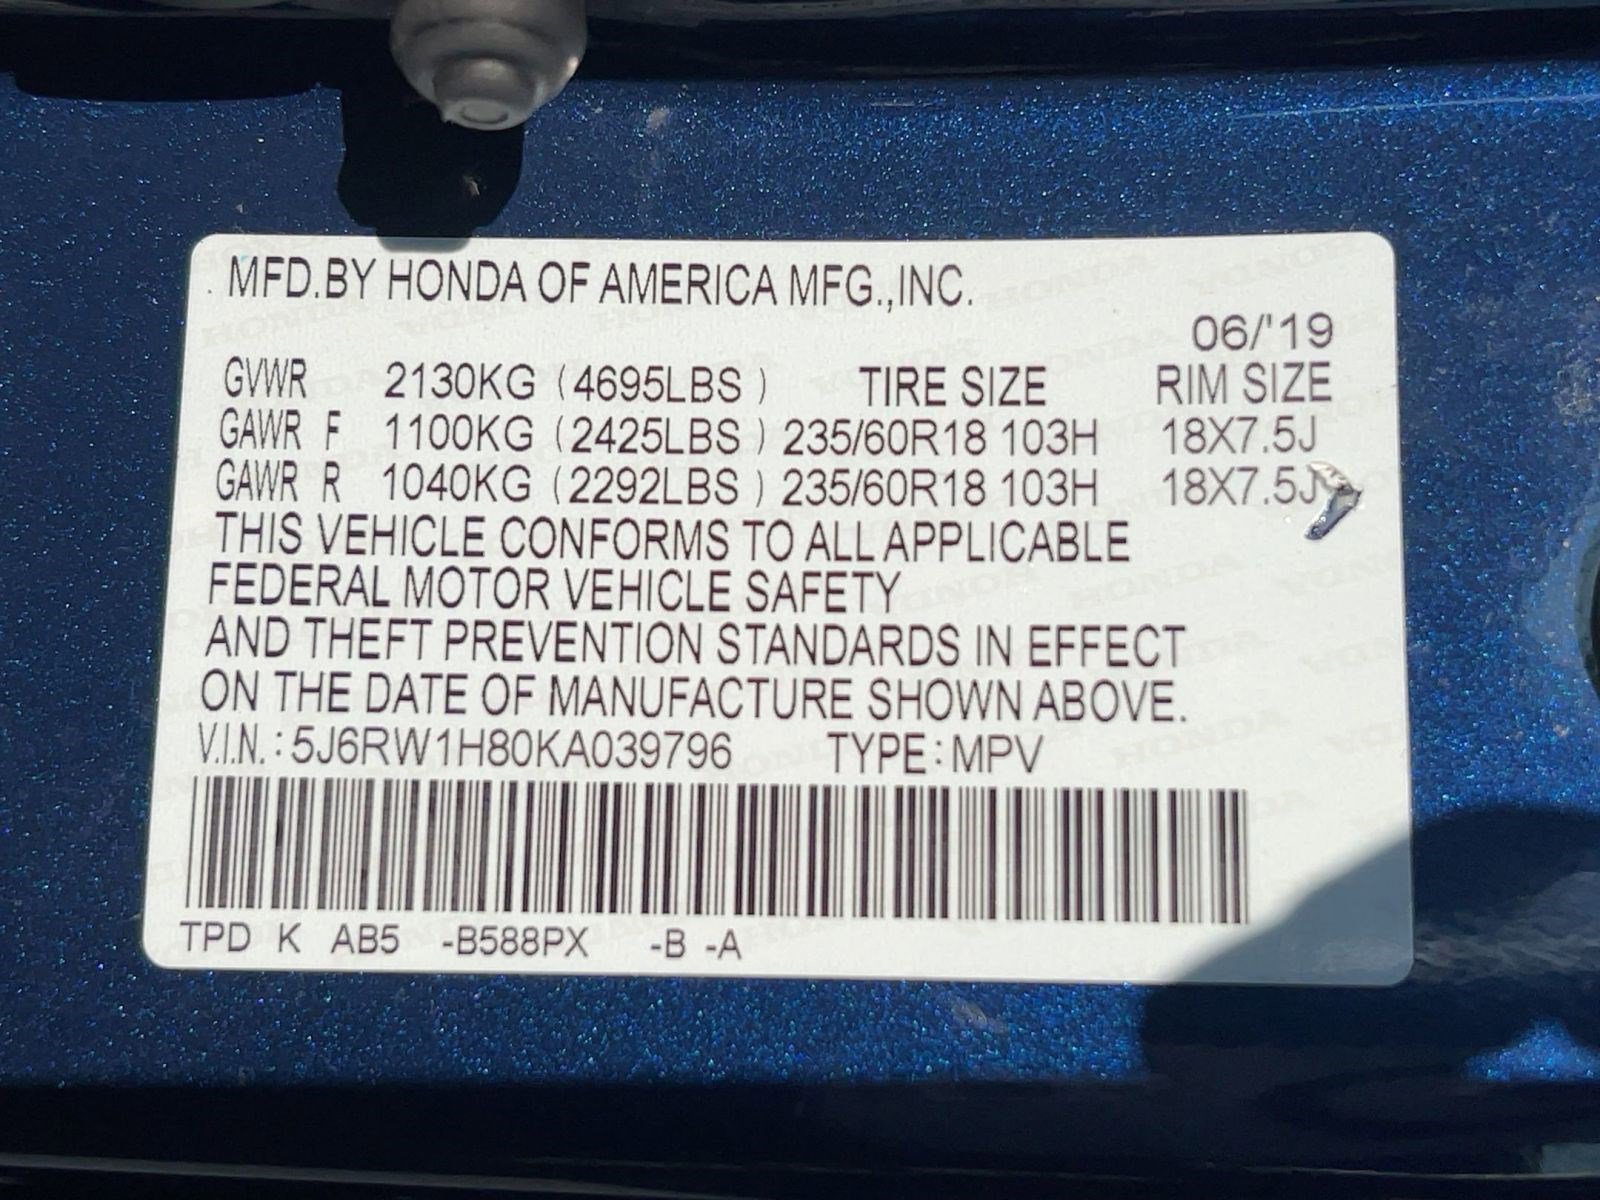 MFD.BY HONDA OF AMERICA MFG.,INC.
06/'19
GVWR 2130KG (4695LBS) TIRE SIZE RIM SIZE
GAWR F 1100KG (2425LBS) 235/60R18 103H 18X7.5J
GAWR R 1040KG (2292LBS) 235/60R18 103H 18X7.5J
THIS VEHICLE CONFORMS TO ALL APPLICABLE
FEDERAL MOTOR VEHICLE SAFETY
AND THEFT PREVENTION STANDARDS IN EFFECT
ON THE DATE OF MANUFACTURE SHOWN ABOVE.
V.I.N.: 5J6RW1H80KA039796 TYPE: MPV
TPD K AB5 -B588PX -B -A